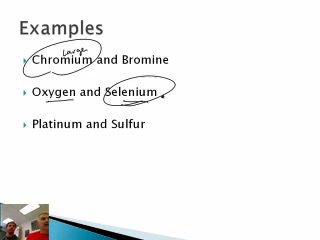 Examples
Large
Chromium and Bromine
Oxygen and Selenium
Platinum and Sulfur